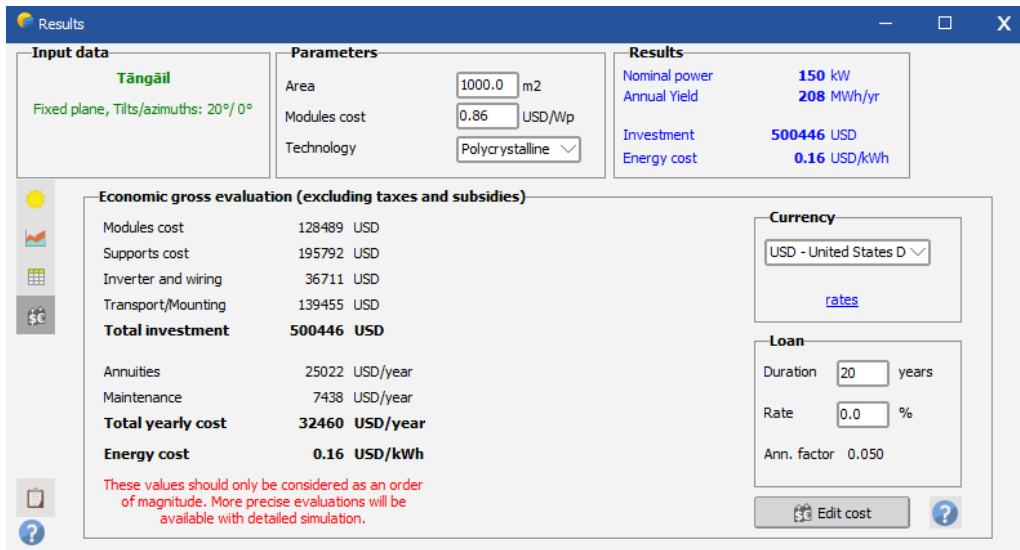 Results
Input data
Tāngāil
Fixed plane, Tilts/azimuths: 20°/ 0°
Parameters
Area 1000.0 m2
Modules cost 0.86 USD/Wp
Technology Polycrystalline
Results
Nominal power 150 kW
Annual Yield 208 MWh/yr
Investment 500446 USD
Energy cost 0.16 USD/kWh
Economic gross evaluation (excluding taxes and subsidies)
Modules cost 128489 USD
Supports cost 195792 USD
Inverter and wiring 36711 USD
Transport/Mounting 139455 USD
Total investment 500446 USD
Annuities 25022 USD/year
Maintenance 7438 USD/year
Total yearly cost 32460 USD/year
Energy cost 0.16 USD/kWh
These values should only be considered as an order
of magnitude. More precise evaluations will be
available with detailed simulation.
Currency
USD - United States D
rates
Loan
Duration 20 years
Rate 0.0 %
Ann. factor 0.050
Edit cost